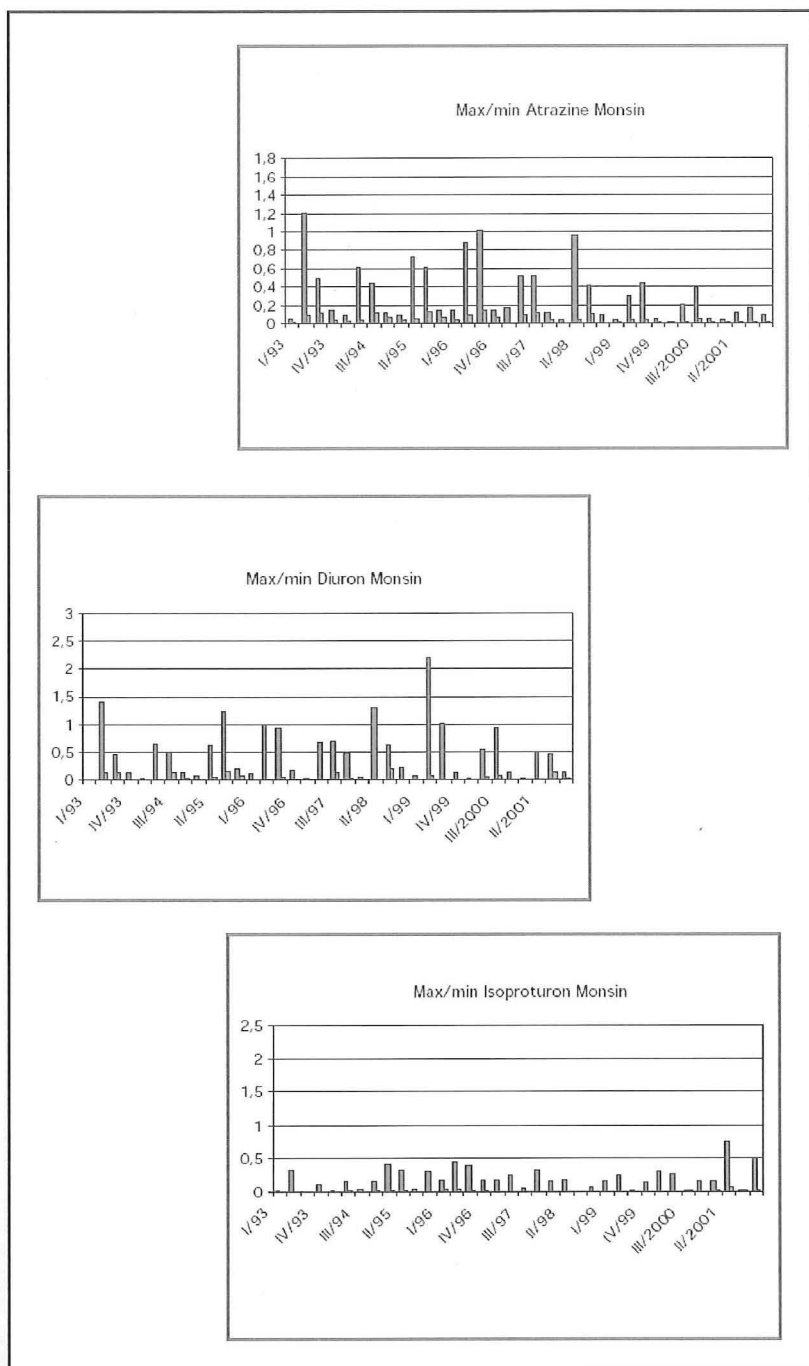 Max/min Atrazine Monsin
1,8
1,6
1,4
1,2
1
0,8
0,6
0,4
0,2
0
I/93
IV/93
III/94
II/95
I/96
IV/96
III/97
II/98
I/99
IV/99
III/2000
II/2001
Max/min Diuron Monsin
3
2,5
2
1,5
1
0,5
0
I/93
IV/93
III/94
II/95
I/96
IV/96
III/97
II/98
I/99
IV/99
III/2000
II/2001
Max/min Isoproturon Monsin
2,5
2
1,5
1
0,5
0
I/93
IV/93
III/94
II/95
I/96
IV/96
III/97
II/98
I/99
IV/99
III/2000
II/2001